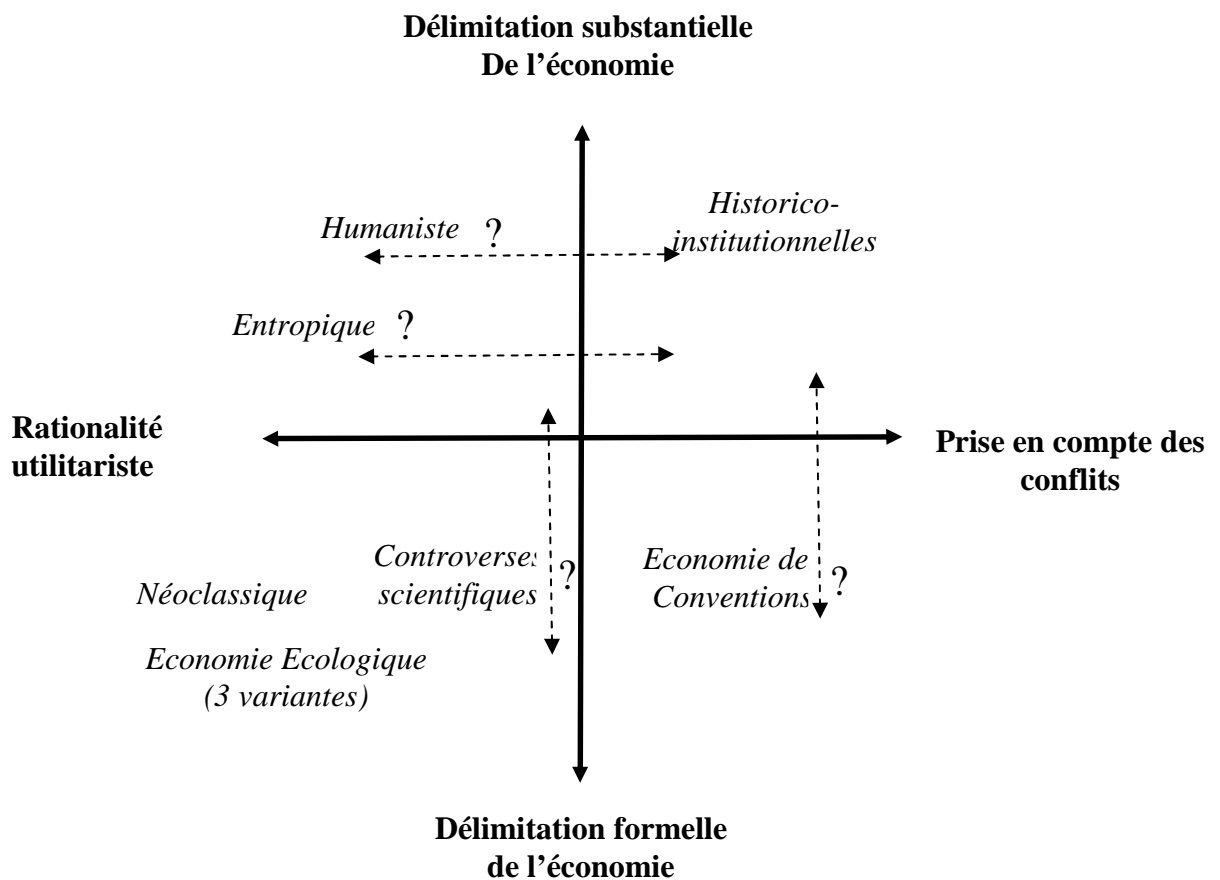 Délimitation substantielle
De l'économie
Historico-
Humaniste ?
institutionnelles
Entropique ?
Rationalité
utilitariste
Prise en compte des
conflits
Controverses
scientifiques ?
Economie de
Conventions ?
Néoclassique
Economie Ecologique
(3 variantes)
Délimitation formelle
de l'économie